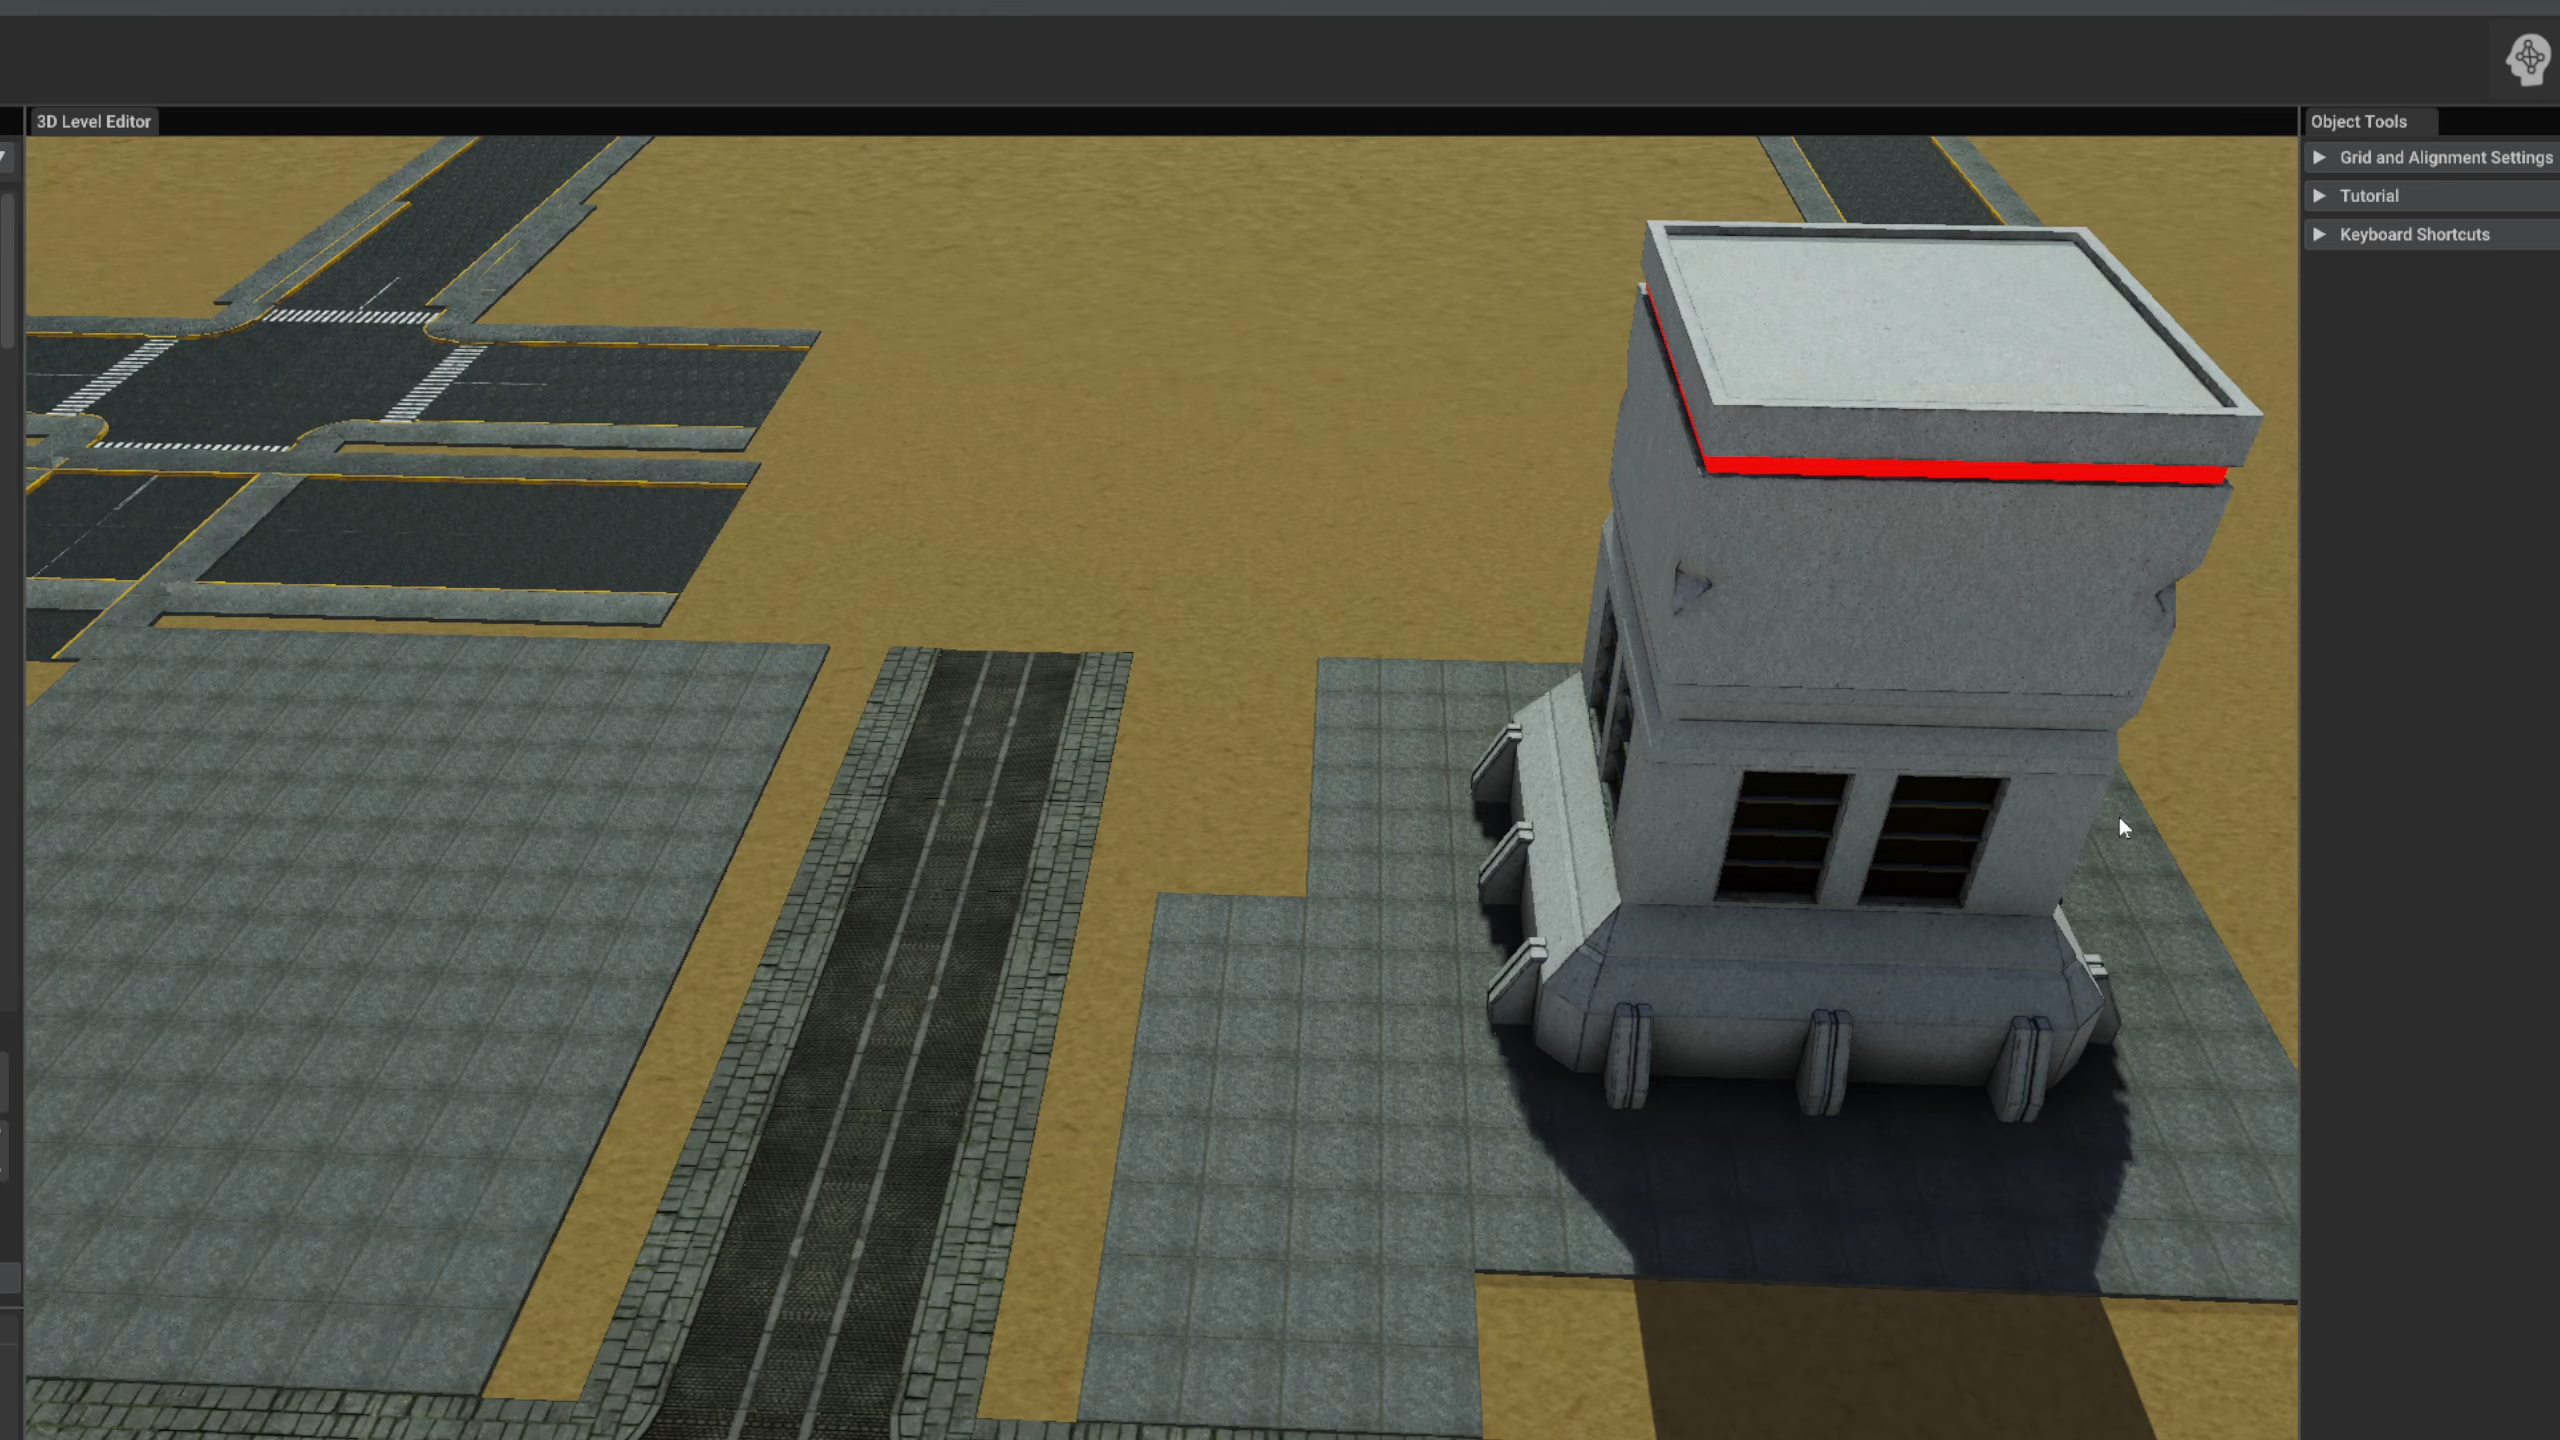 3D Level Editor
Object Tools
Grid and Alignment Settings
Tutorial
Keyboard Shortcuts